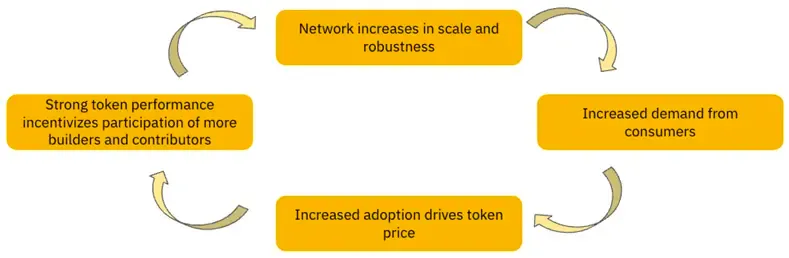 Network increases in scale and
robustness
Increased demand from
consumers
Increased adoption drives token
price
Strong token performance
incentivizes participation of more
builders and contributors